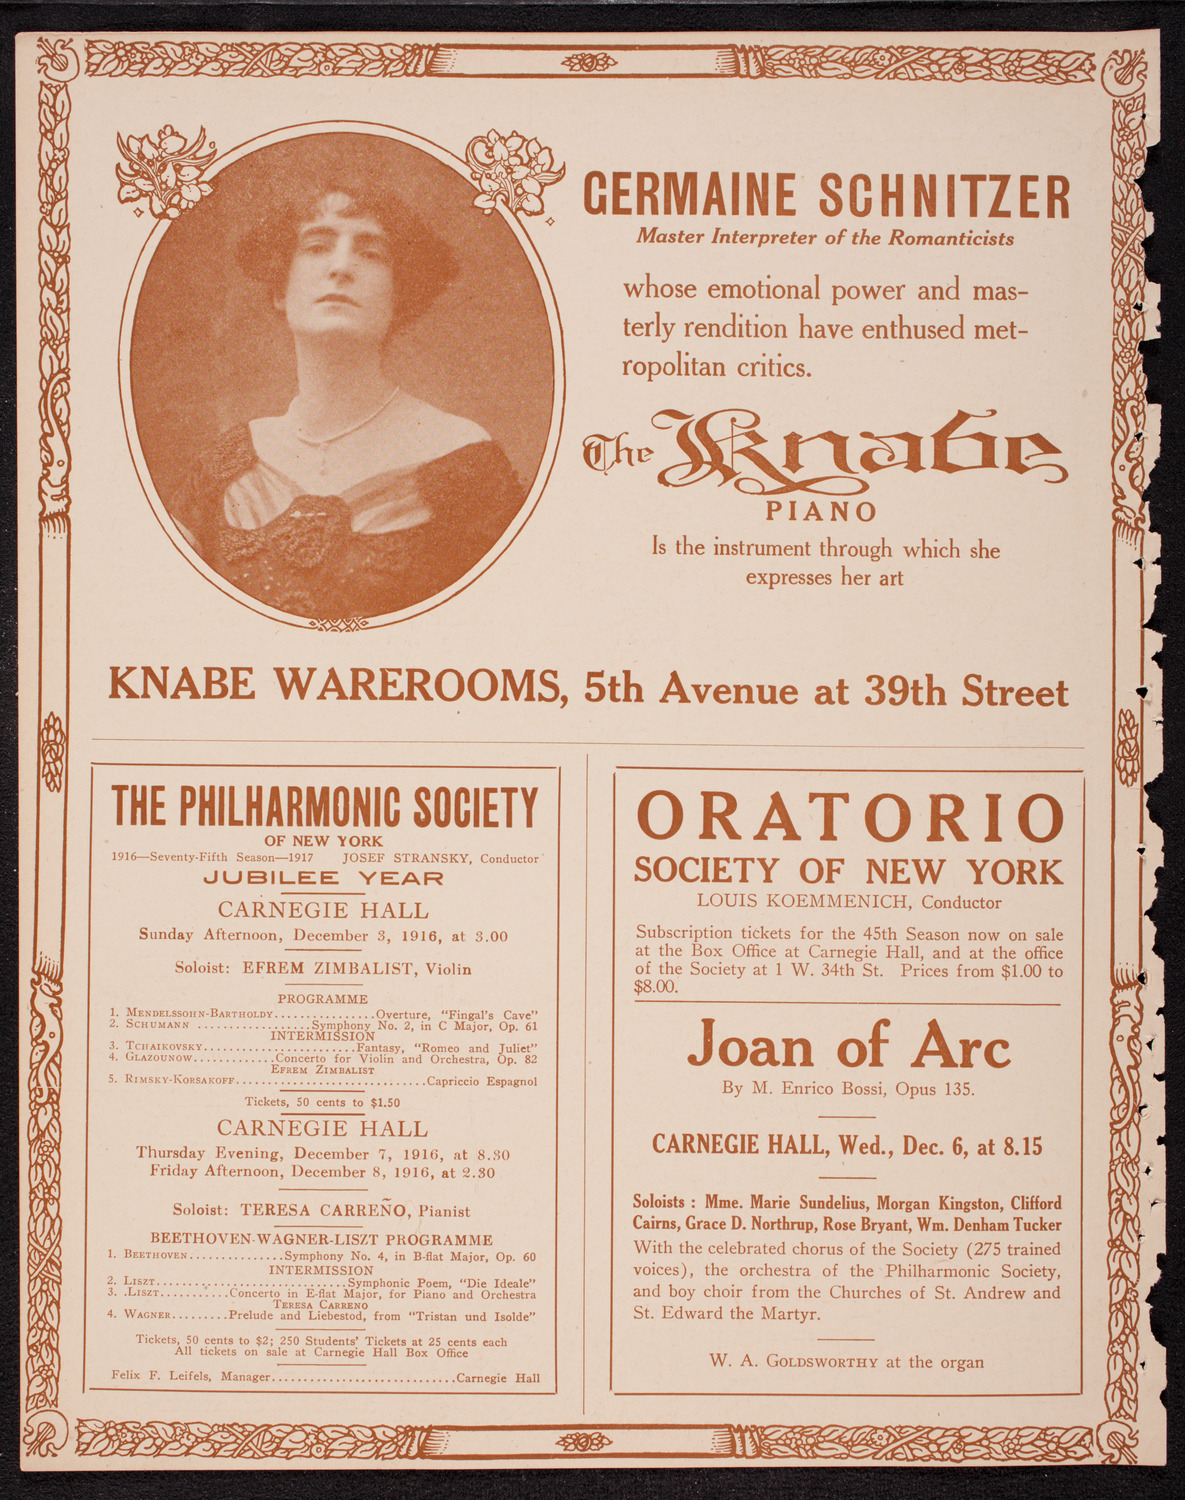 GERMAINE SCHNITZER
Master Interpreter of the Romanticists
whose emotional power and mas-
terly rendition have enthused met-
ropolitan critics.
The Knabe
PIANO
Is the instrument through which she
expresses her art
KNABE WAREROOMS, 5th Avenue at 39th Street
THE PHILHARMONIC SOCIETY
OF NEW YORK
1916—Seventy-Fifth Season—1917 JOSEF STRANSKY, Conductor
JUBILEE YEAR
CARNEGIE HALL
Sunday Afternoon, December 3, 1916, at 3.00
Soloist: EFREM ZIMBALIST, Violin
PROGRAMME
1. MENDELSSOHN-BARTHOLDY...............Overture, "Fingal's Cave"
2. SCHUMANN .................Symphony No. 2, in C Major, Op. 61
INTERMISSION
3. TCHAIKOVSKY.......................Fantasy, "Romeo and Juliet"
4. GLAZOUNOW.............Concerto for Violin and Orchestra, Op. 82
EFREM ZIMBALIST
5. RIMSKY-KORSAKOFF.............................Capriccio Espagnol
Tickets, 50 cents to $1.50
CARNEGIE HALL
Thursday Evening, December 7, 1916, at 8.30
Friday Afternoon, December 8, 1916, at 2.30
Soloist: TERESA CARREÑO, Pianist
BEETHOVEN-WAGNER-LISZT PROGRAMME
1. BEETHOVEN...............Symphony No. 4, in B-flat Major, Op. 60
INTERMISSION
2. LISZT.............................Symphonic Poem, "Die Ideale"
3. .LISZT...........Concerto in E-flat Major, for Piano and Orchestra
TERESA CARRENO
4. WAGNER.........Prelude and Liebestod, from "Tristan und Isolde"
Tickets, 50 cents to $2; 250 Students' Tickets at 25 cents each
All tickets on sale at Carnegie Hall Box Office
Felix F. Leifels, Manager............................Carnegie Hall
ORATORIO
SOCIETY OF NEW YORK
LOUIS KOEMMENICH, Conductor
Subscription tickets for the 45th Season now on sale
at the Box Office at Carnegie Hall, and at the office
of the Society at 1 W. 34th St. Prices from $1.00 to
$8.00.
Joan of Arc
By M. Enrico Bossi, Opus 135.
CARNEGIE HALL, Wed., Dec. 6, at 8.15
Soloists : Mme. Marie Sundelius, Morgan Kingston, Clifford
Cairns, Grace D. Northrup, Rose Bryant, Wm. Denham Tucker
With the celebrated chorus of the Society (275 trained
voices), the orchestra of the Philharmonic Society,
and boy choir from the Churches of St. Andrew and
St. Edward the Martyr.
W. A. GOLDSWORTHY at the organ